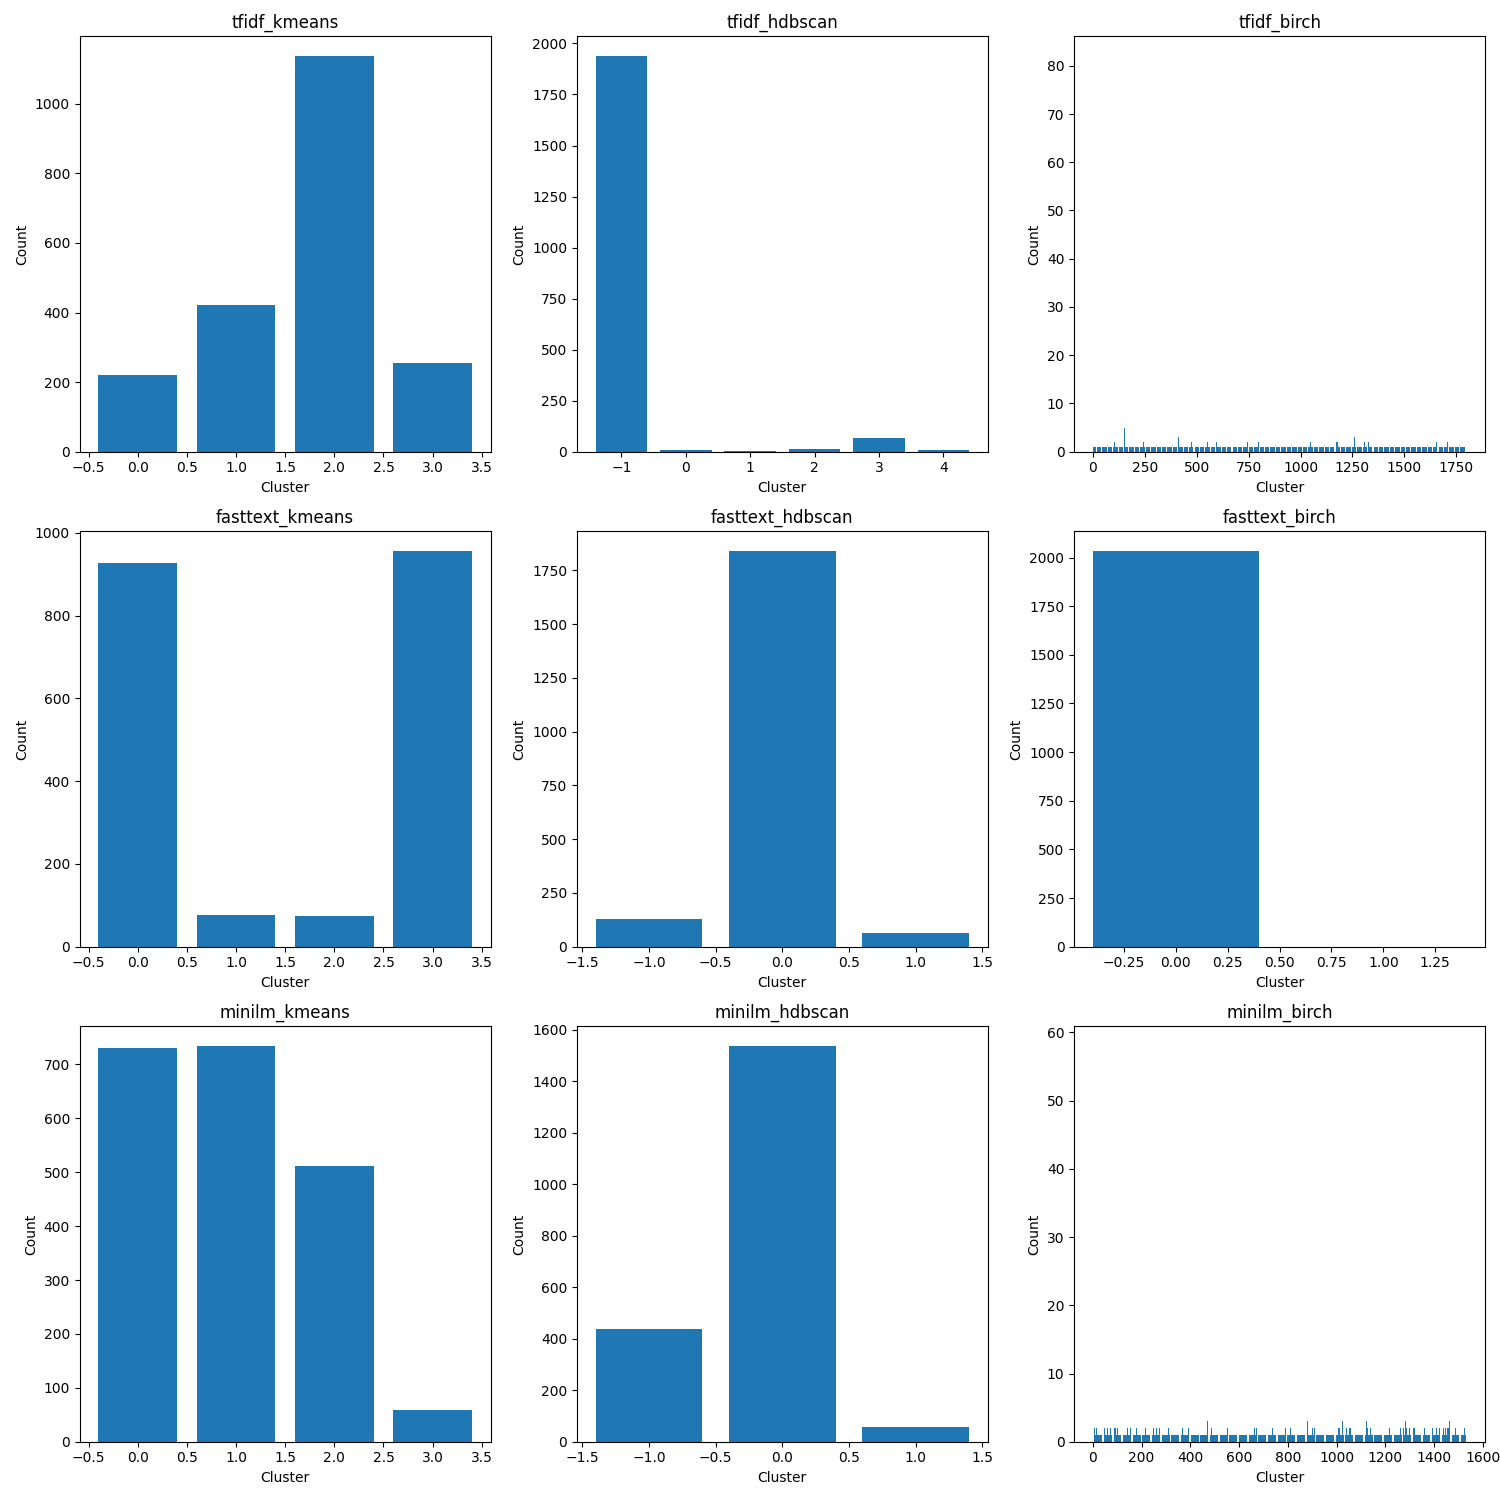 tfidf_kmeans
1000
800
600
400
200
0
Count
−0.5 0.0 0.5 1.0 1.5 2.0 2.5 3.0 3.5
Cluster
tfidf_hdbscan
2000
1750
1500
1250
1000
750
500
250
0
Count
−1 0 1 2 3 4
Cluster
tfidf_birch
80
70
60
50
40
30
20
10
0
Count
0 250 500 750 1000 1250 1500 1750
Cluster
fasttext_kmeans
1000
800
600
400
200
0
Count
−0.5 0.0 0.5 1.0 1.5 2.0 2.5 3.0 3.5
Cluster
fasttext_hdbscan
1750
1500
1250
1000
750
500
250
0
Count
−1.5 −1.0 −0.5 0.0 0.5 1.0 1.5
Cluster
fasttext_birch
2000
1750
1500
1250
1000
750
500
250
0
Count
−0.25 0.00 0.25 0.50 0.75 1.00 1.25
Cluster
minilm_kmeans
700
600
500
400
300
200
100
0
Count
−0.5 0.0 0.5 1.0 1.5 2.0 2.5 3.0 3.5
Cluster
minilm_hdbscan
1600
1400
1200
1000
800
600
400
200
0
Count
−1.5 −1.0 −0.5 0.0 0.5 1.0 1.5
Cluster
minilm_birch
60
50
40
30
20
10
0
Count
0 200 400 600 800 1000 1200 1400 1600
Cluster